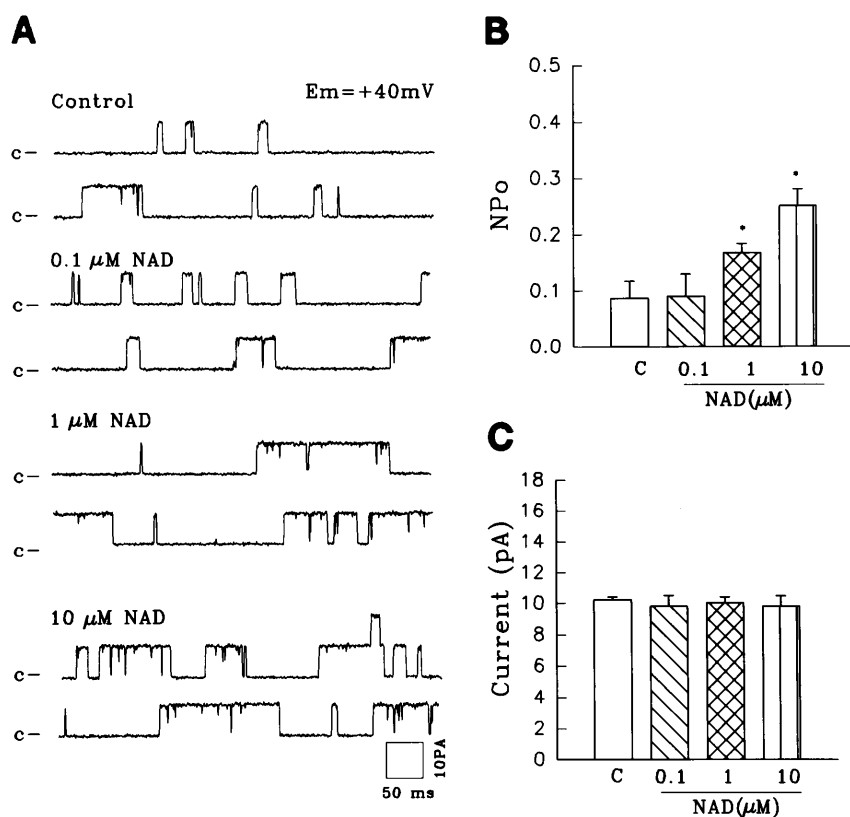 A
Control
Em=+40mV
c−
c−
0.1 μM NAD
c−
c−
1 μM NAD
c−
c−
10 μM NAD
c−
c−
10PA
50 ms
B
0.5
0.4
0.3
0.2
0.1
0.0
NPo
*
*
C 0.1 1 10
NAD(μM)
C
18
16
14
12
10
8
6
4
2
0
Current (pA)
C 0.1 1 10
NAD(μM)